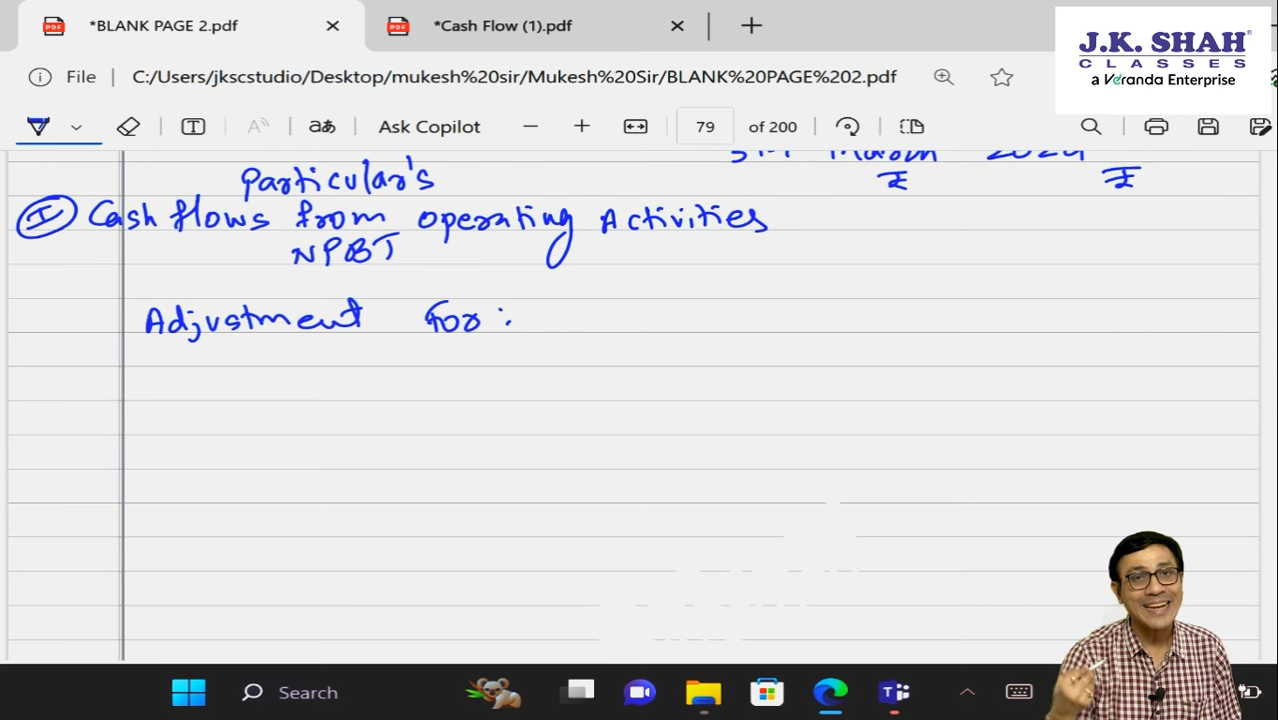 *BLANK PAGE 2.pdf
*Cash Flow (1).pdf
J.K. SHAH
CLASSES
a Veranda Enterprise
File C:/Users/jkscstudio/Desktop/mukesh%20sir/Mukesh%20Sir/BLANK%20PAGE%202.pdf
Ask Copilot 79 of 200
March
Particular's ₹ ₹
I Cash flows from operating Activities
NPBT
Adjustment for:
Search